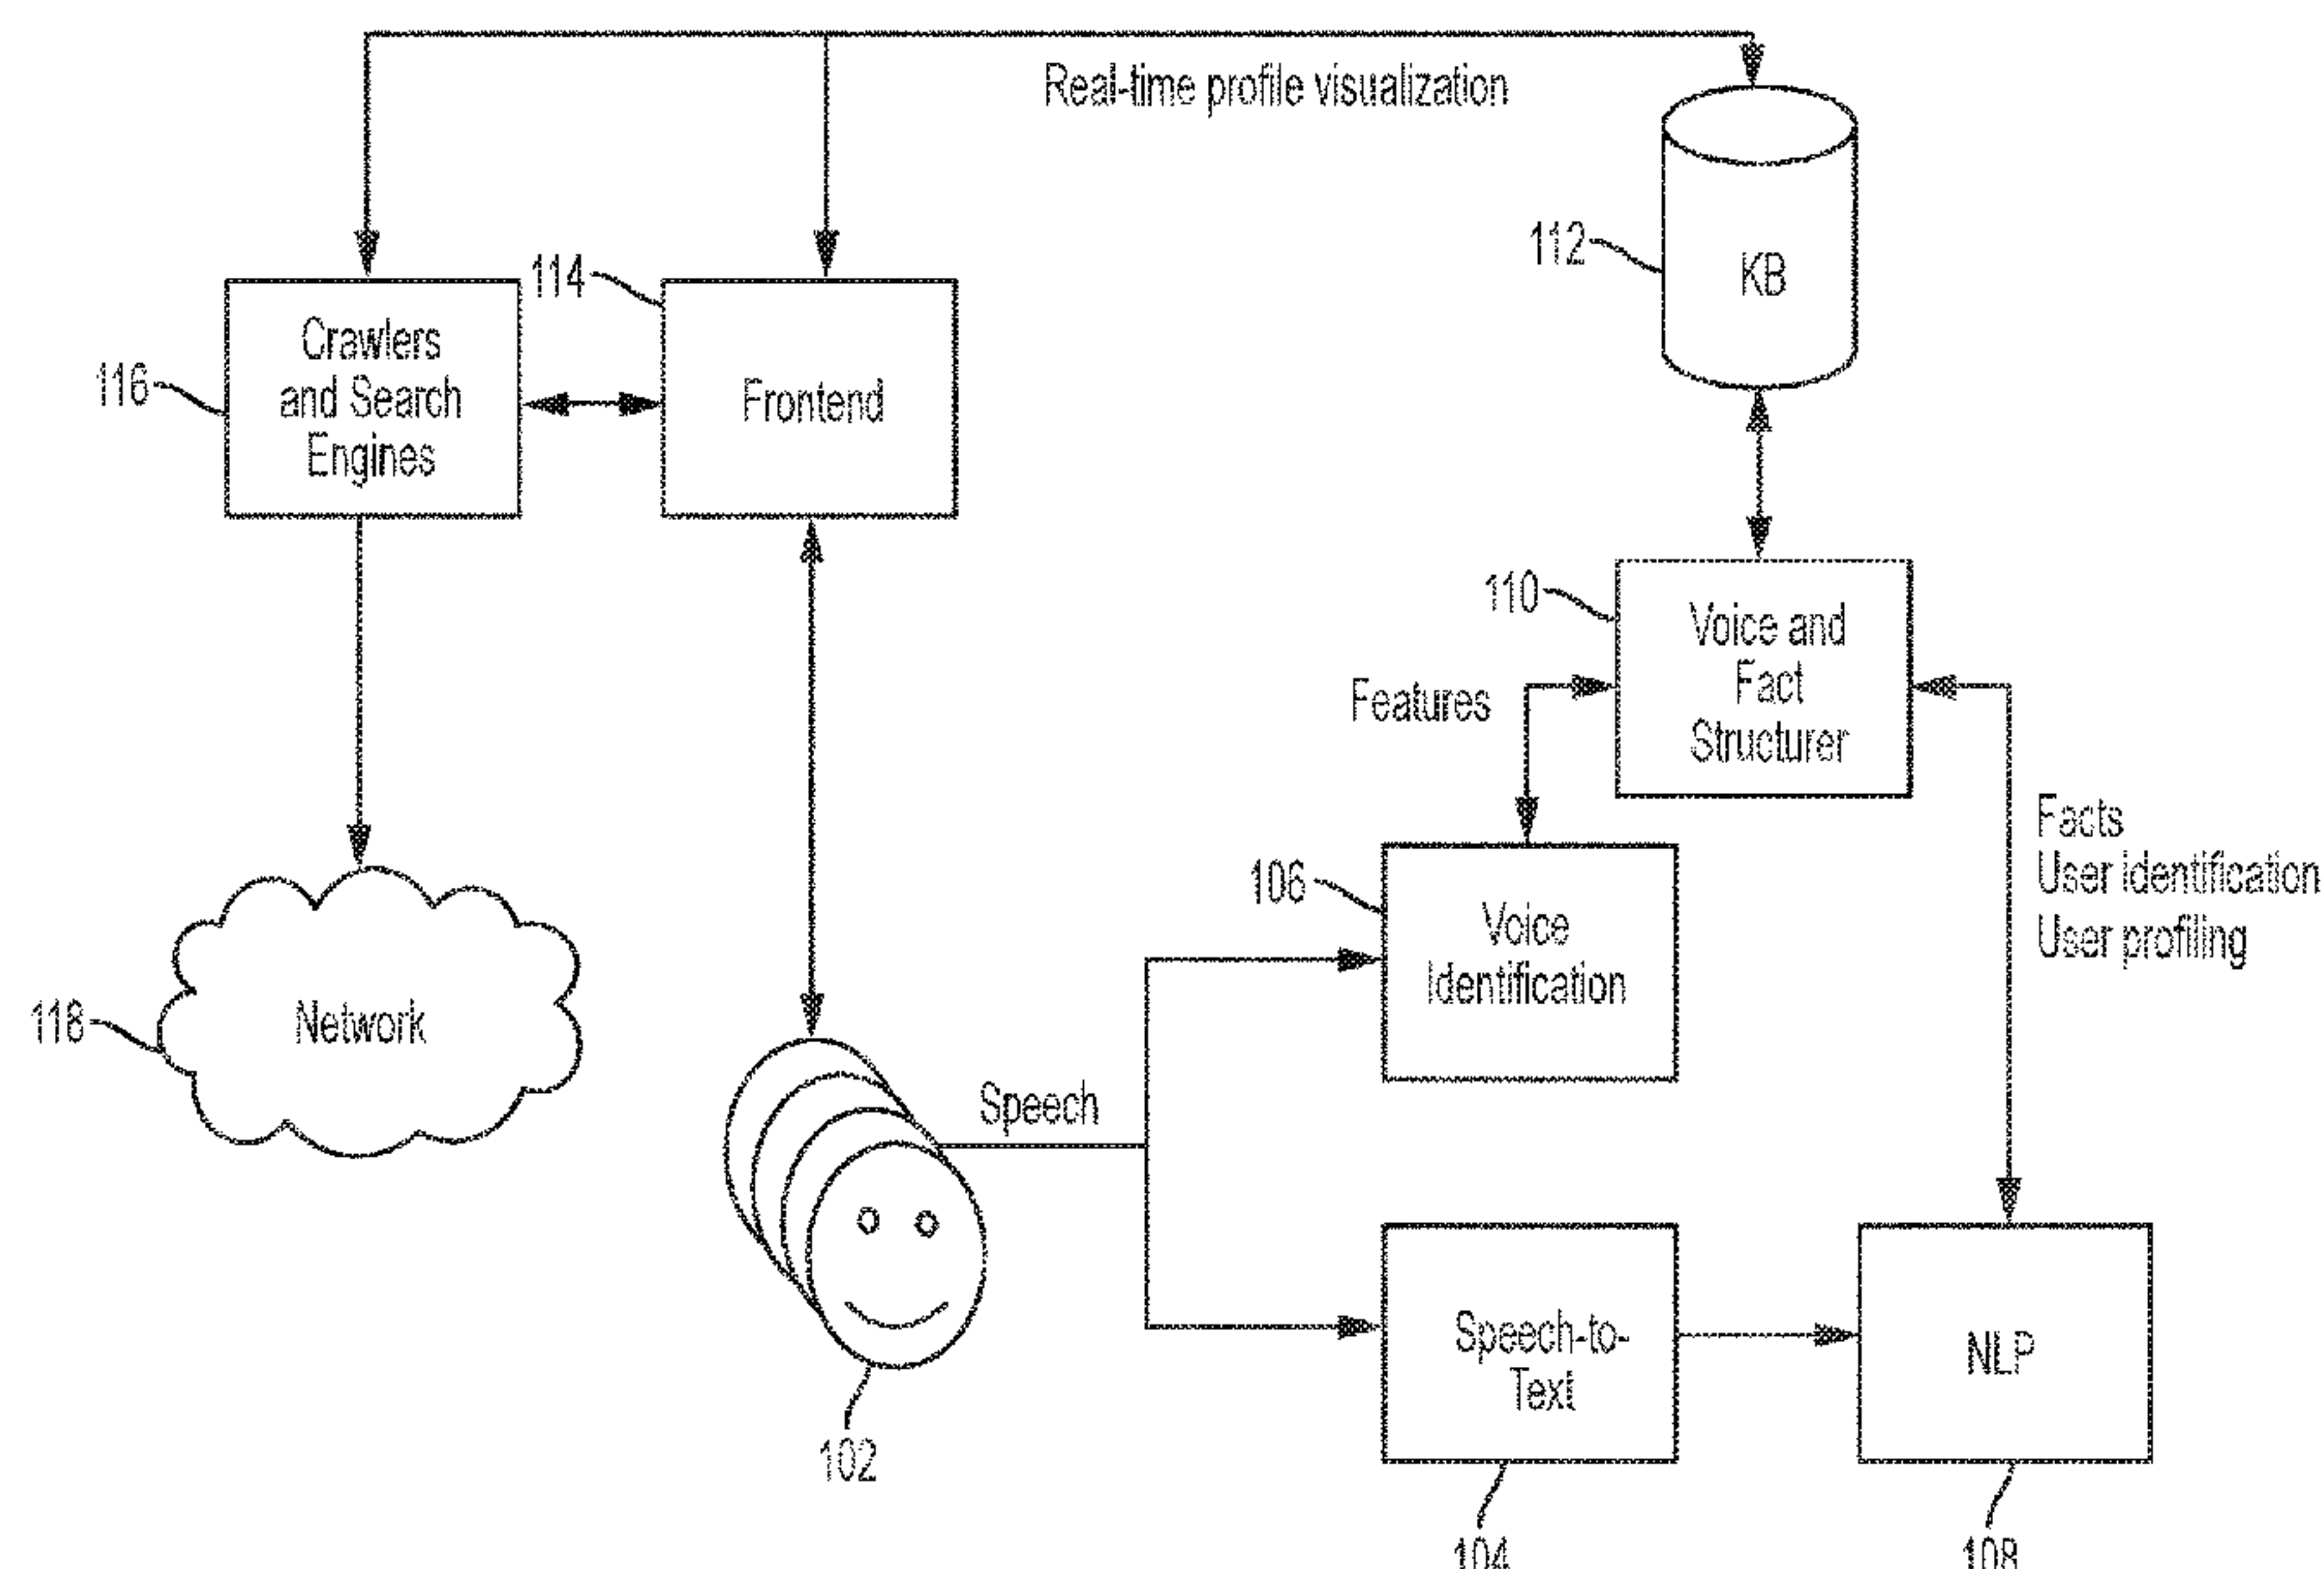 Real-time profile visualization
112
KB
114
116
Crawlers
and Search
Engines
Frontend
110
Voice and
Fact
Structurer
Features
Facts
User identification
User profiling
106
Voice
Identification
118
Network
Speech
Speech-to-
Text
NLP
102
104
108